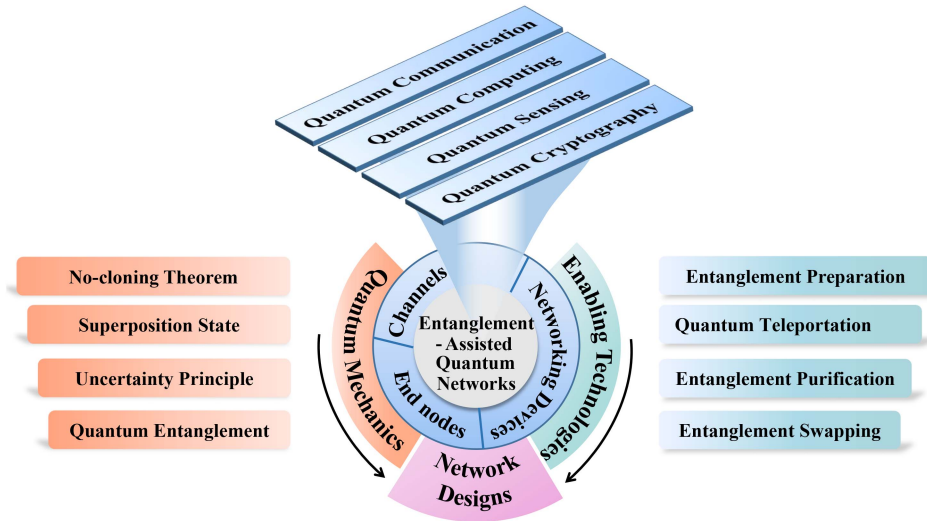 Quantum Communication
Quantum Computing
Quantum Sensing
Quantum Cryptography
No-cloning Theorem
Superposition State
Uncertainty Principle
Quantum Entanglement
Quantum Mechanics
Channels
End nodes
Networking Devices
Entanglement
- Assisted
Quantum
Networks
Enabling Technologies
Network
Designs
Entanglement Preparation
Quantum Teleportation
Entanglement Purification
Entanglement Swapping